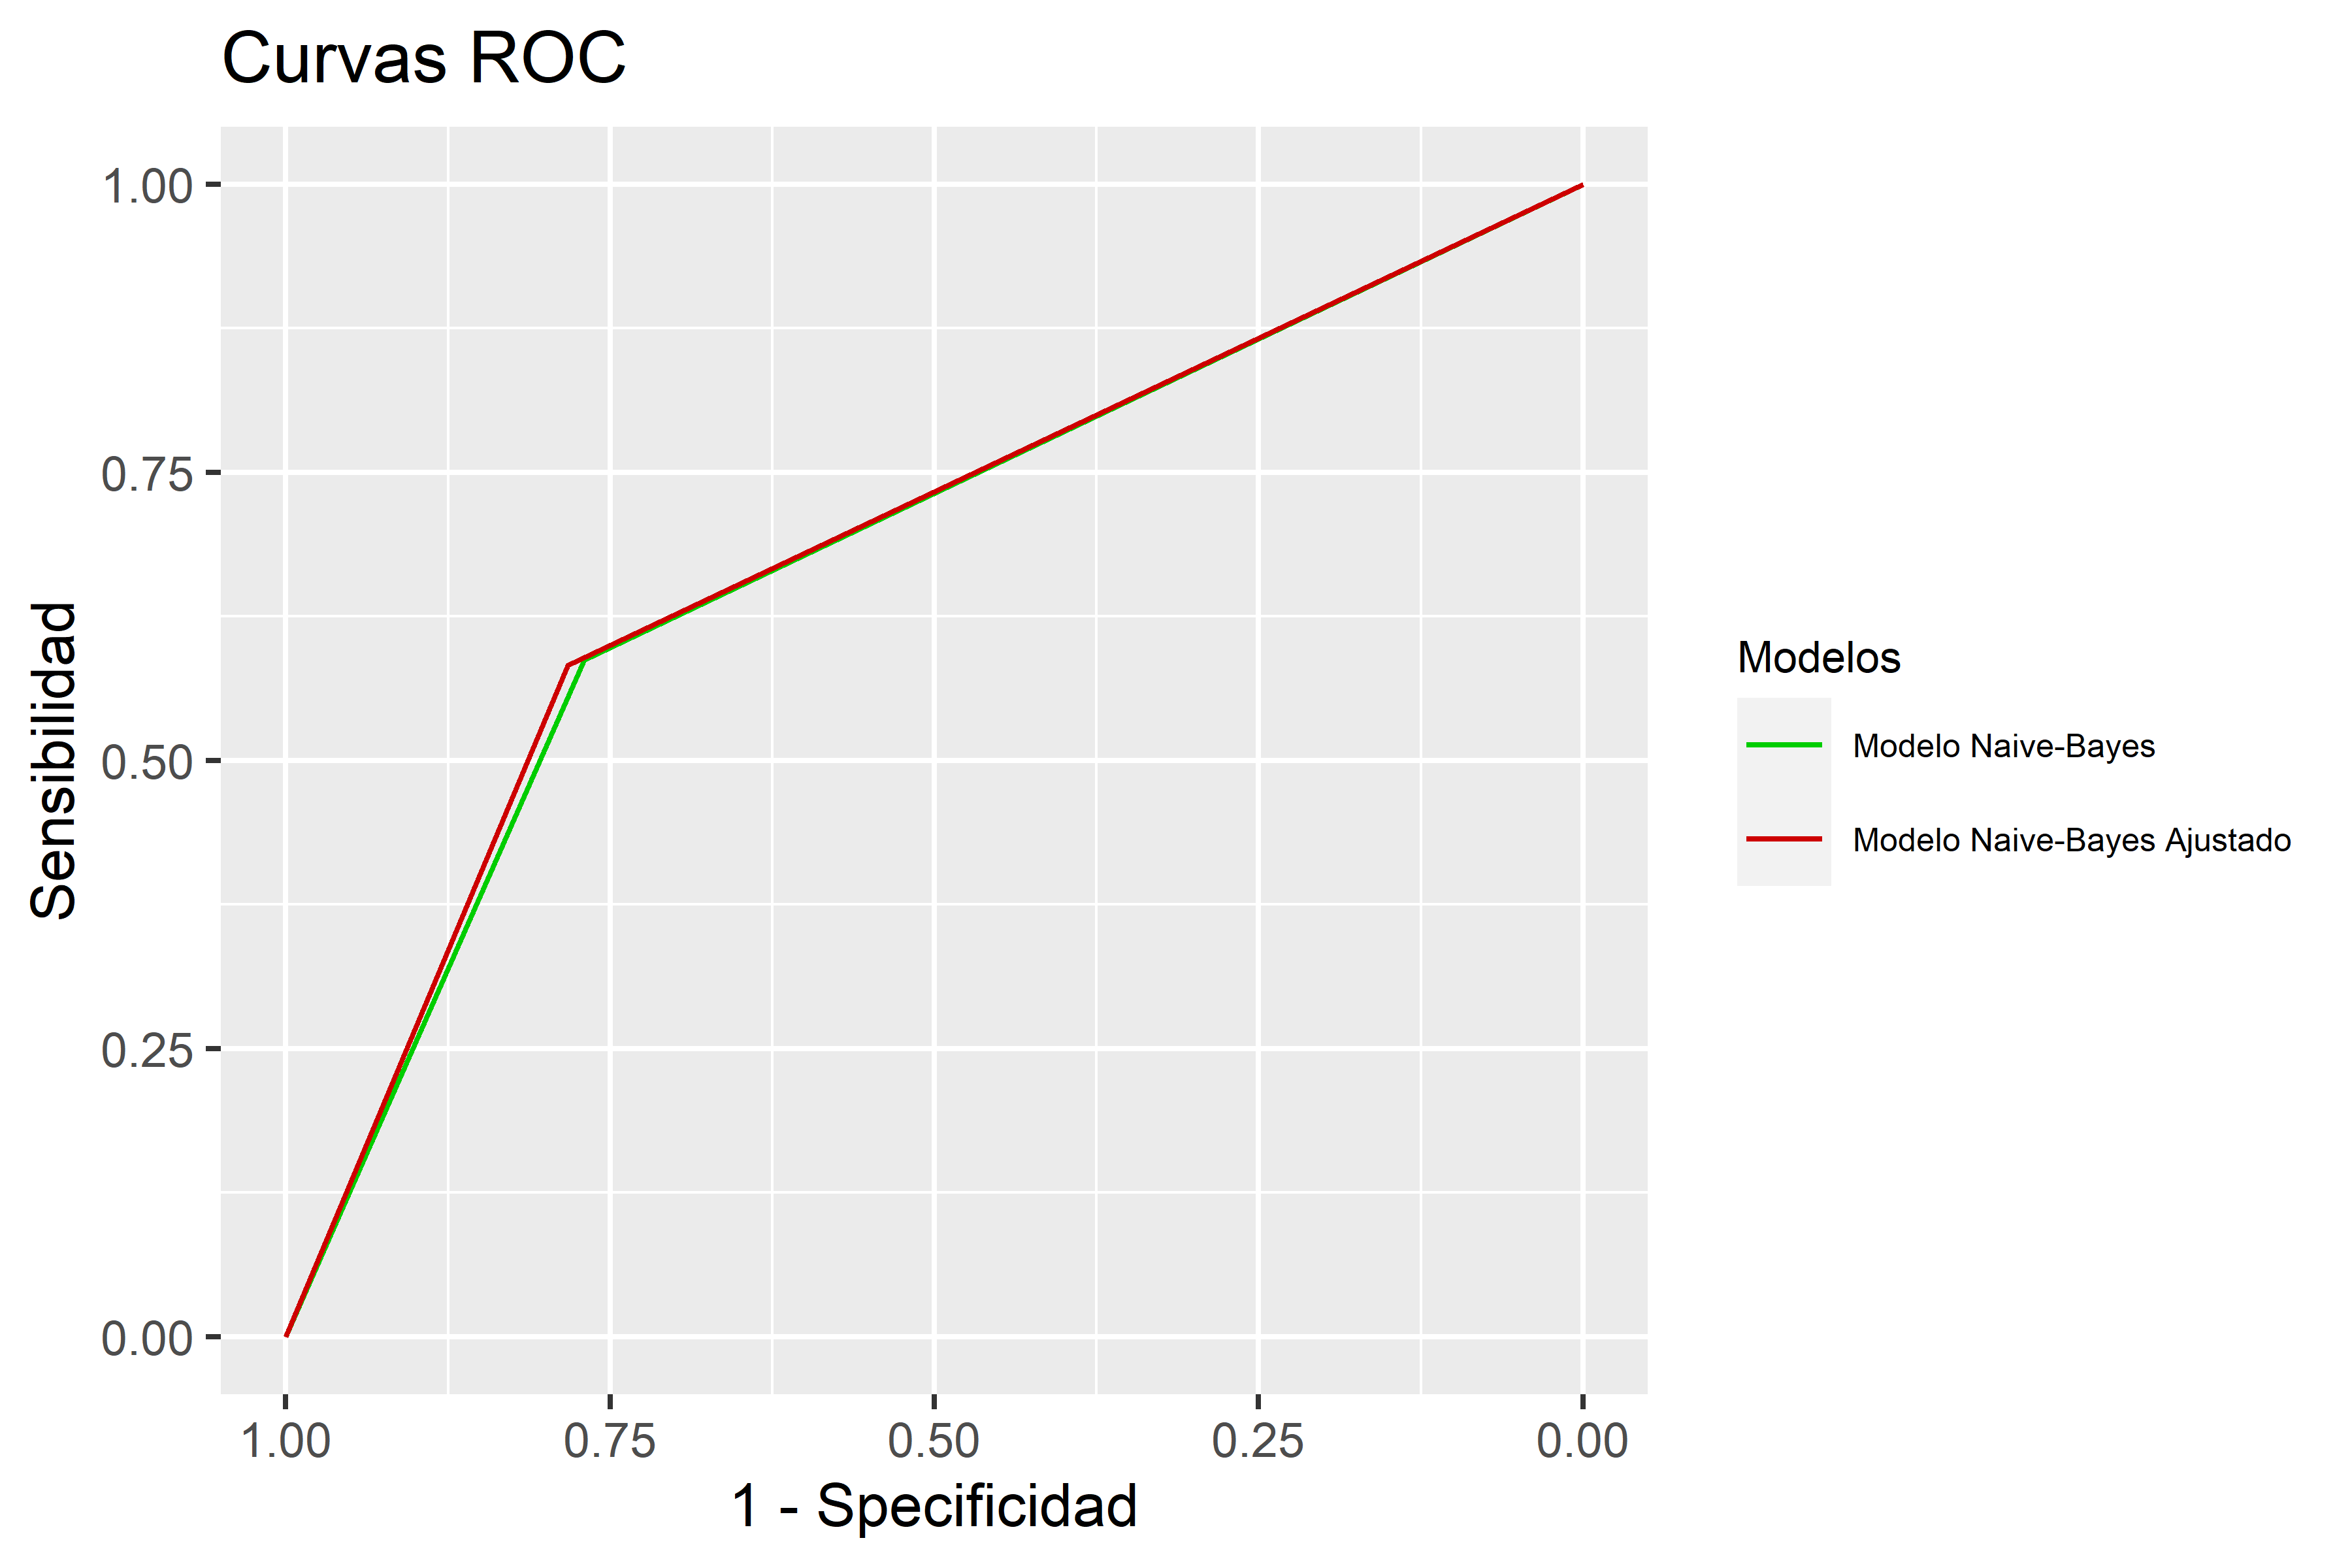 Curvas ROC
1.00
0.75
0.50
0.25
0.00
Sensibilidad
1.00
0.75
0.50
0.25
0.00
1 - Specificidad
Modelos
Modelo Naive-Bayes
Modelo Naive-Bayes Ajustado